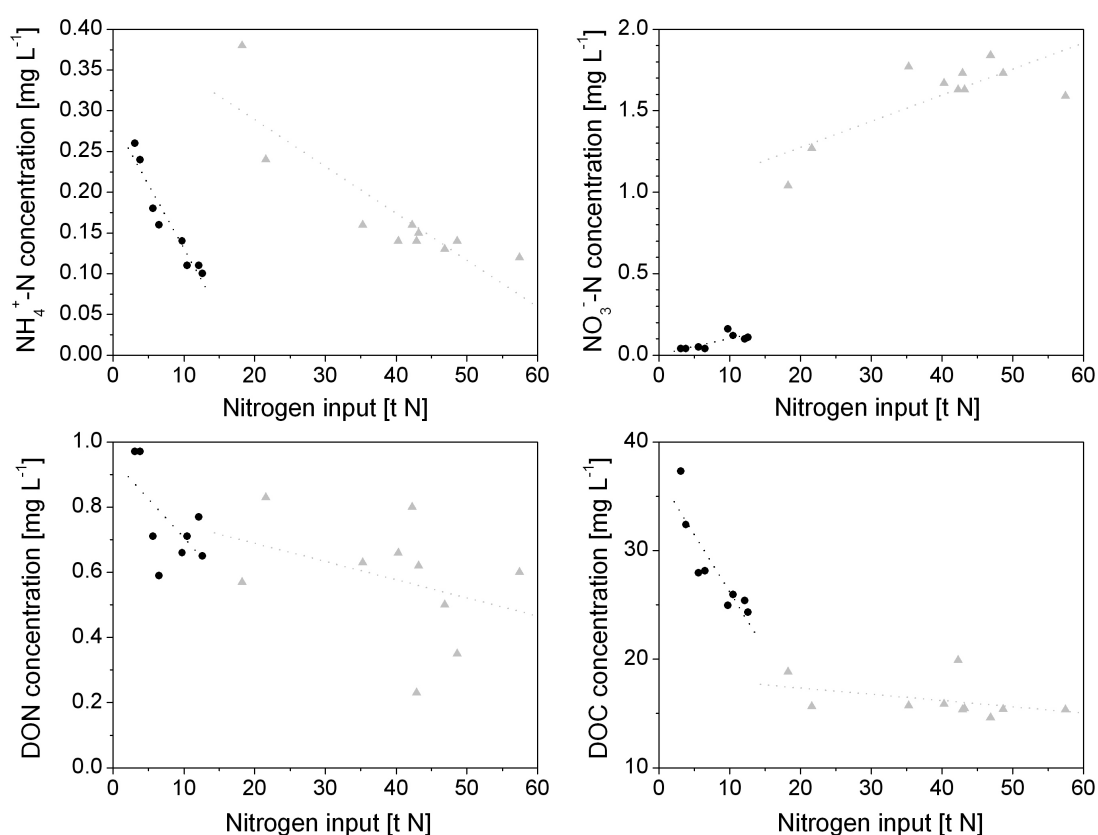 NH₄⁺-N concentration [mg L⁻¹]
0.40
0.35
0.30
0.25
0.20
0.15
0.10
0.05
0.00
0 10 20 30 40 50 60
Nitrogen input [t N]
NO₃⁻-N concentration [mg L⁻¹]
2.0
1.5
1.0
0.5
0.0
0 10 20 30 40 50 60
Nitrogen input [t N]
DON concentration [mg L⁻¹]
1.0
0.8
0.6
0.4
0.2
0.0
0 10 20 30 40 50 60
Nitrogen input [t N]
DOC concentration [mg L⁻¹]
40
30
20
10
0 10 20 30 40 50 60
Nitrogen input [t N]